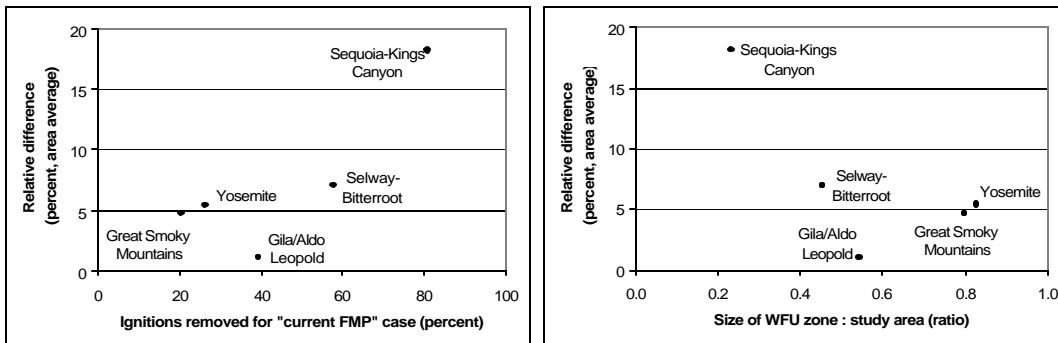 20
15
10
5
0
Relative difference
(percent, area average)
Sequoia-Kings
Canyon
Selway-
Bitterroot
Yosemite
Great Smoky
Mountains
Gila/Aldo
Leopold
0 20 40 60 80 100
Ignitions removed for "current FMP" case (percent)
20
15
10
5
0
Relative difference
(percent, area average)
Sequoia-Kings
Canyon
Selway-
Bitterroot
Yosemite
Gila/Aldo
Leopold
Great Smoky
Mountains
0.0 0.2 0.4 0.6 0.8 1.0
Size of WFU zone : study area (ratio)